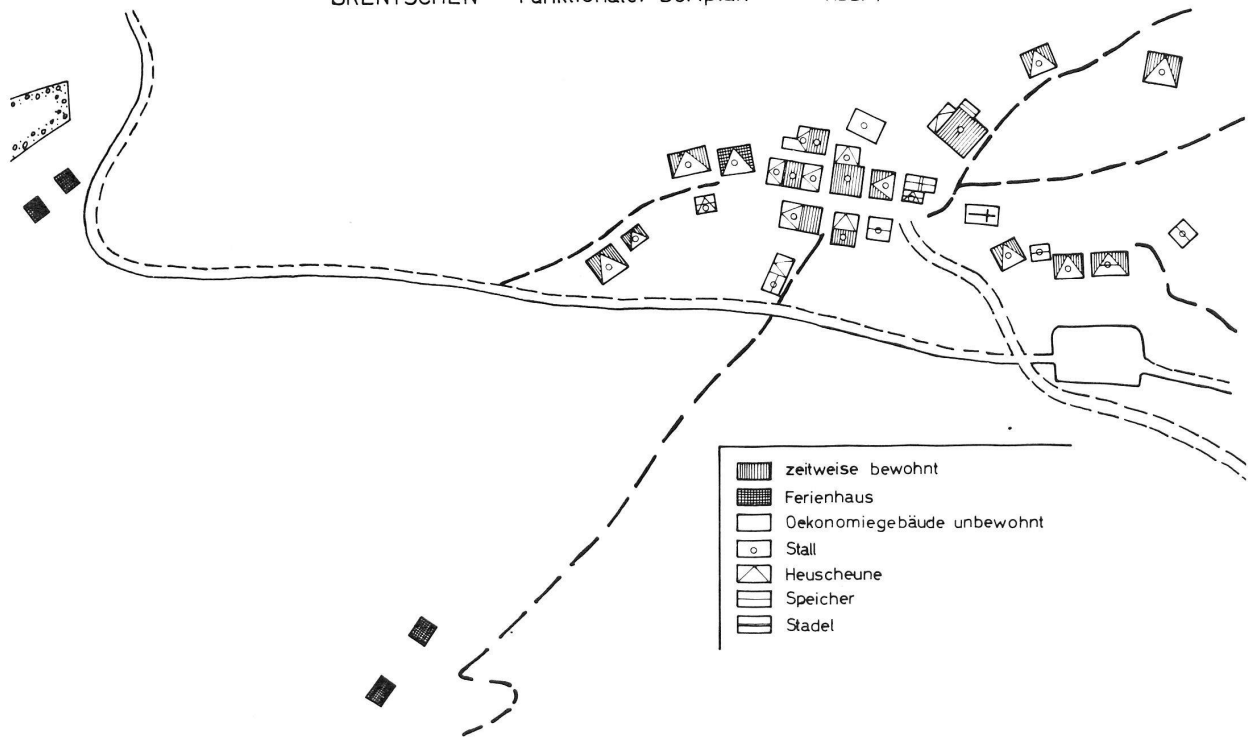 BRENTSCHEN Funktionaler Dorfplan
zeitweise bewohnt
Ferienhaus
Oekonomiegebäude unbewohnt
Stall
Heuscheune
Speicher
Stadel